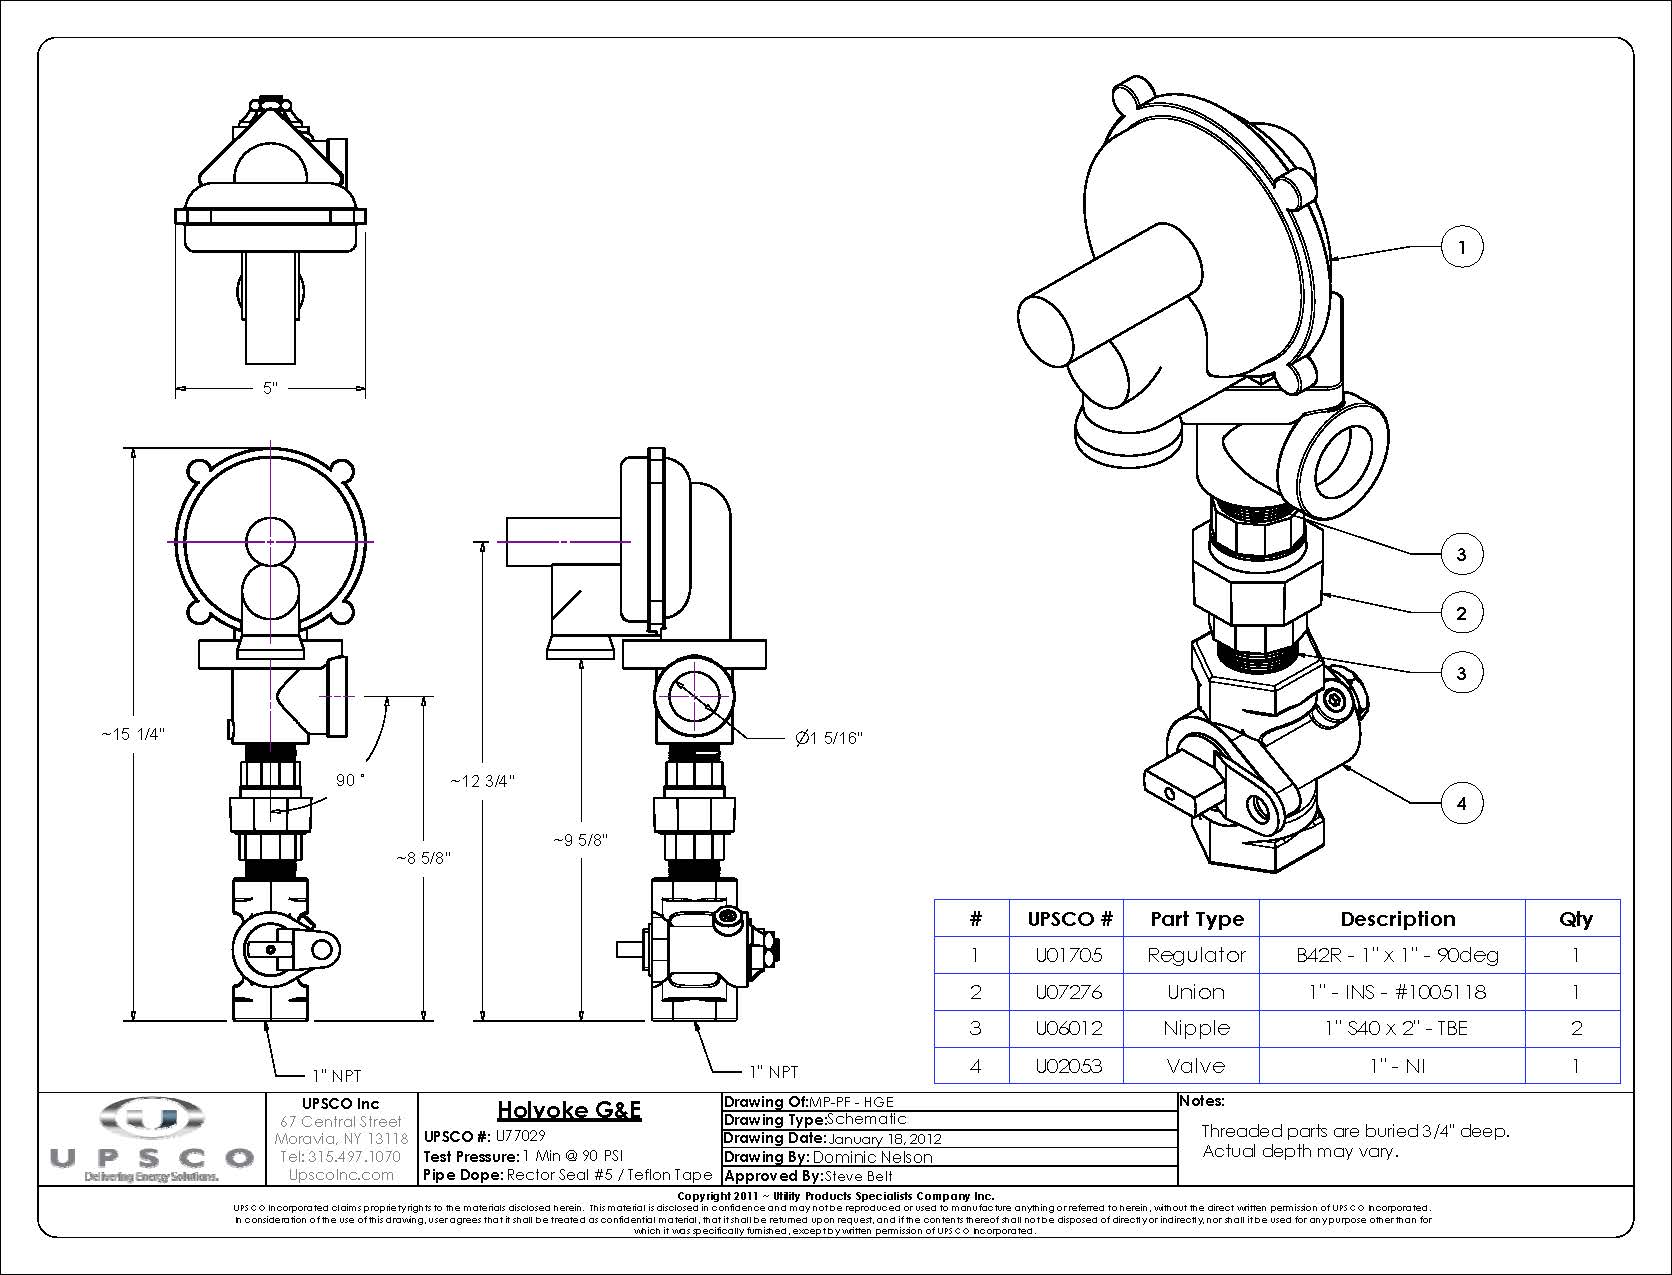 5"
1
~15 1/4"
90 °
~8 5/8"
~12 3/4"
~9 5/8"
Ø1 5/16"
3
2
3
4
1" NPT
1" NPT
# UPSCO # Part Type Description Qty
1 U01705 Regulator B42R - 1" x 1" - 90deg 1
2 U07276 Union 1" - INS - #1005118 1
3 U06012 Nipple 1" S40 x 2" - TBE 2
4 U02053 Valve 1" - NI 1
UPSCO
Delivering Energy Solutions.
UPSCO Inc
67 Central Street
Moravia, NY 13118
Tel: 315.497.1070
UpscoInc.com
Holyoke G&E
UPSCO #: U77029
Test Pressure: 1 Min @ 90 PSI
Pipe Dope: Rector Seal #5 / Teflon Tape
Drawing Of: MP-PF - HGE
Drawing Type: Schematic
Drawing Date: January 18, 2012
Drawing By: Dominic Nelson
Approved By: Steve Belt
Notes:
Threaded parts are buried 3/4" deep.
Actual depth may vary.
Copyright 2011 ~ Utility Products Specialists Company Inc.
UPSCO Incorporated claims propriety rights to the materials disclosed herein. This material is disclosed in confidence and may not be reproduced or used to manufacture anything or referred to herein, without the direct written permission of UPSCO Incorporated.
In consideration of the use of this drawing, user agrees that it shall be treated as confidential material, that it shall be returned upon request, and if the contents thereof shall not be disposed of directly or indirectly, nor shall it be used for any purpose other than for
which it was specifically furnished, except by written permission of UPSCO Incorporated.